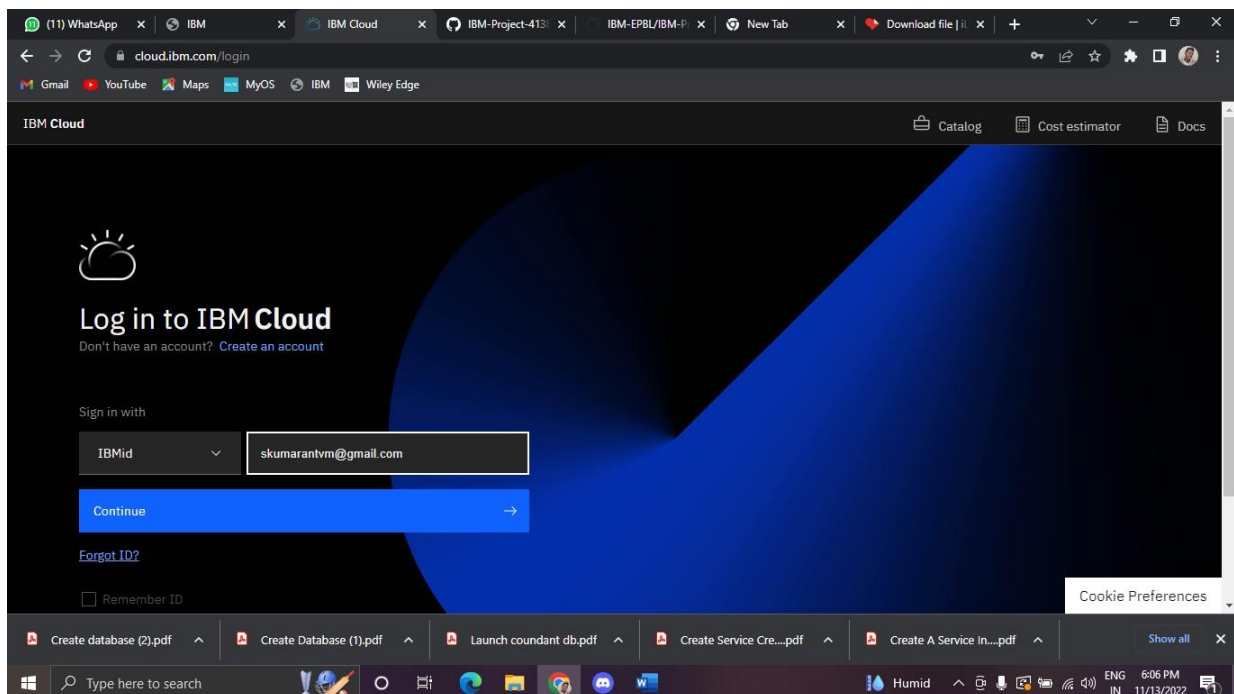 (11) WhatsApp IBM IBM Cloud IBM-Project-4138 IBM-EPBL/IBM-P New Tab Download file | iL
cloud.ibm.com/login
Gmail YouTube Maps MyOS IBM Wiley Edge
IBM Cloud Catalog Cost estimator Docs
Log in to IBM Cloud
Don't have an account? Create an account
Sign in with
IBMid skumarantvm@gmail.com
Continue
Forgot ID?
Remember ID
Cookie Preferences
Create database (2).pdf Create Database (1).pdf Launch coundant db.pdf Create Service Cre....pdf Create A Service In....pdf Show all
Type here to search Humid ENG 6:06 PM
IN 11/13/2022